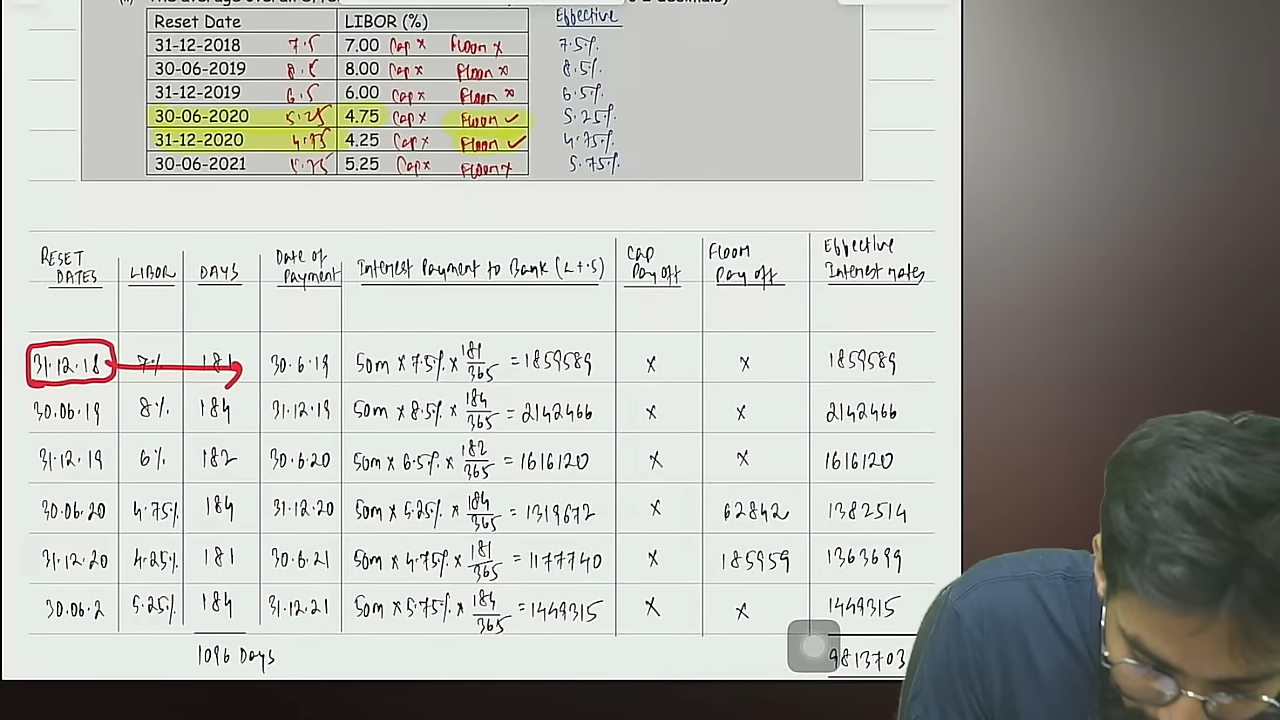 Reset Date LIBOR (%) Effective
31-12-2018 7.5 7.00 Cap x Floor x 7.5%
30-06-2019 8.5 8.00 Cap x Floor x 8.5%
31-12-2019 6.5 6.00 Cap x Floor x 6.5%
30-06-2020 5.25 4.75 Cap x Floor ✓ 5.25%
31-12-2020 4.75 4.25 Cap x Floor ✓ 4.75%
30-06-2021 5.75 5.25 Cap x Floor x 5.75%
RESET DATES LIBOR DAYS Date of Payment Interest Payment to Bank (L+.5) Cap Pay off Floor Pay off Effective Interest rates
31.12.18 7% 181 30.6.19 50m x 7.5% x 181/365 = 1859589 x x 1859589
30.06.19 8% 184 31.12.19 50m x 8.5% x 184/365 = 2142466 x x 2142466
31.12.19 6% 182 30.6.20 50m x 6.5% x 182/365 = 1616120 x x 1616120
30.06.20 4.75% 184 31.12.20 50m x 5.25% x 184/365 = 1319672 x 62842 1382514
31.12.20 4.25% 181 30.6.21 50m x 4.75% x 181/365 = 1177740 x 185959 1363699
30.06.2 5.25% 184 31.12.21 50m x 5.75% x 184/365 = 1449315 x x 1449315
1096 Days 9813703